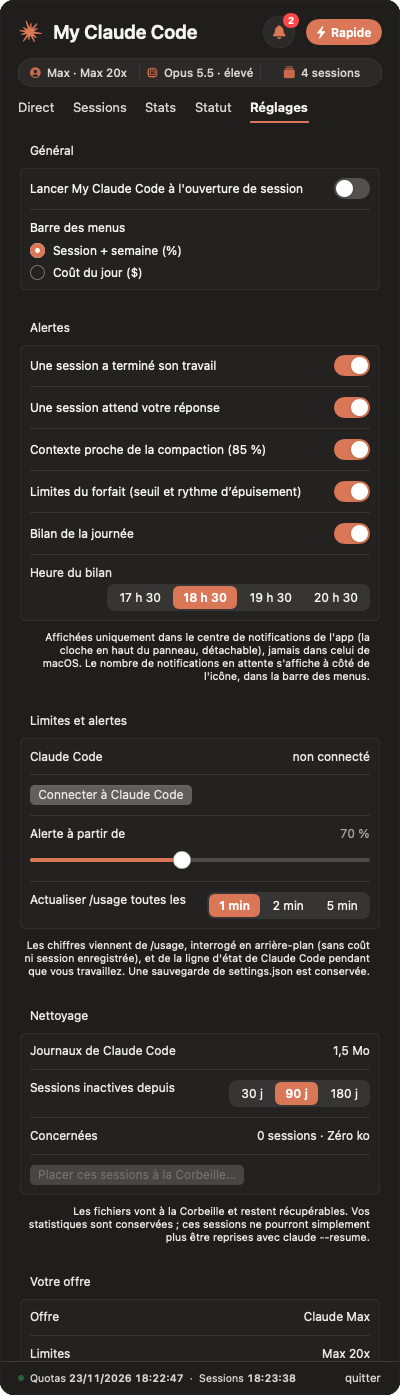 My Claude Code
2
Rapide
Max · Max 20x
Opus 5.5 · élevé
4 sessions
Direct
Sessions
Stats
Statut
Réglages
Général
Lancer My Claude Code à l'ouverture de session
Barre des menus
Session + semaine (%)
Coût du jour ($)
Alertes
Une session a terminé son travail
Une session attend votre réponse
Contexte proche de la compaction (85 %)
Limites du forfait (seuil et rythme d’épuisement)
Bilan de la journée
Heure du bilan
17 h 30
18 h 30
19 h 30
20 h 30
Affichées uniquement dans le centre de notifications de l'app (la
cloche en haut du panneau, détachable), jamais dans celui de
macOS. Le nombre de notifications en attente s'affiche à côté de
l'icône, dans la barre des menus.
Limites et alertes
Claude Code
non connecté
Connecter à Claude Code
Alerte à partir de
70 %
Actualiser /usage toutes les
1 min
2 min
5 min
Les chiffres viennent de /usage, interrogé en arrière-plan (sans coût
ni session enregistrée), et de la ligne d'état de Claude Code pendant
que vous travaillez. Une sauvegarde de settings.json est conservée.
Nettoyage
Journaux de Claude Code
1,5 Mo
Sessions inactives depuis
30 j
90 j
180 j
Concernées
0 sessions · Zéro ko
Placer ces sessions à la Corbeille...
Les fichiers vont à la Corbeille et restent récupérables. Vos
statistiques sont conservées ; ces sessions ne pourront simplement
plus être reprises avec claude --resume.
Votre offre
Offre
Claude Max
Limites
Max 20x
Quotas 23/11/2026 18:22:47 · Sessions 18:23:38
quitter